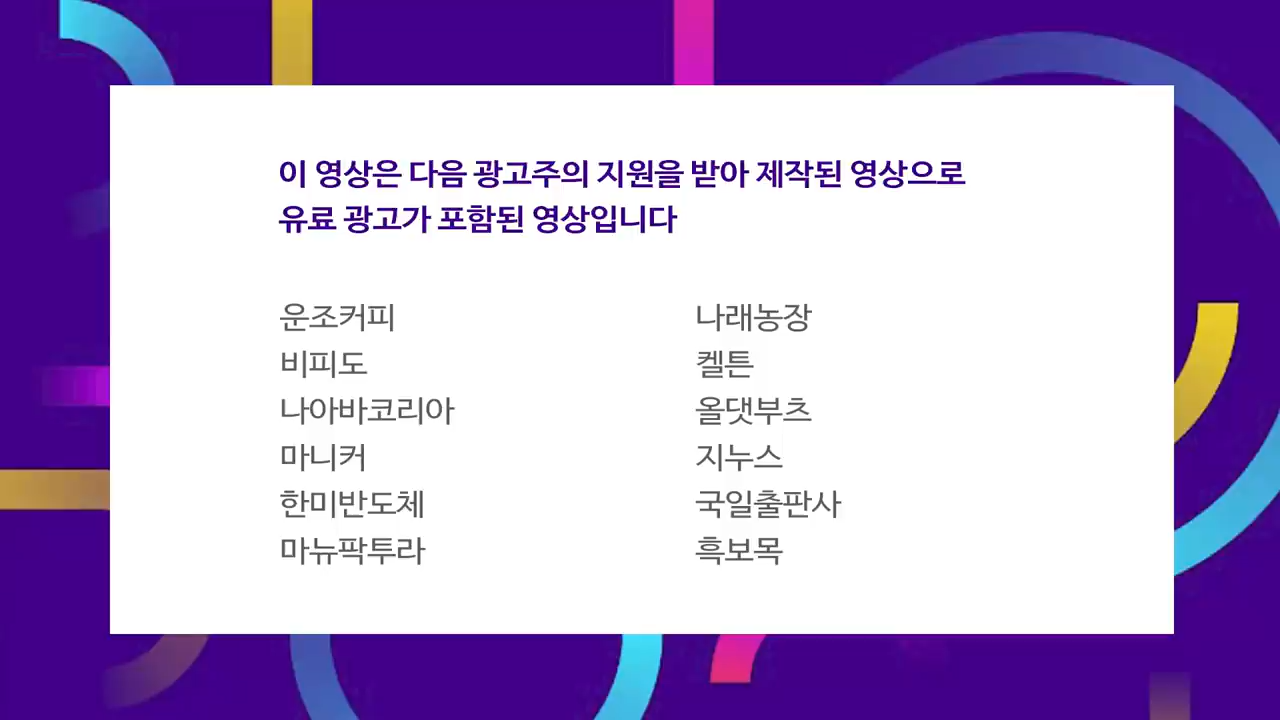 이 영상은 다음 광고주의 지원을 받아 제작된 영상으로
유료 광고가 포함된 영상입니다
운조커피
비피도
나아바코리아
마니커
한미반도체
마뉴팍투라
나래농장
켈튼
올댓부츠
지누스
국일출판사
흑보목